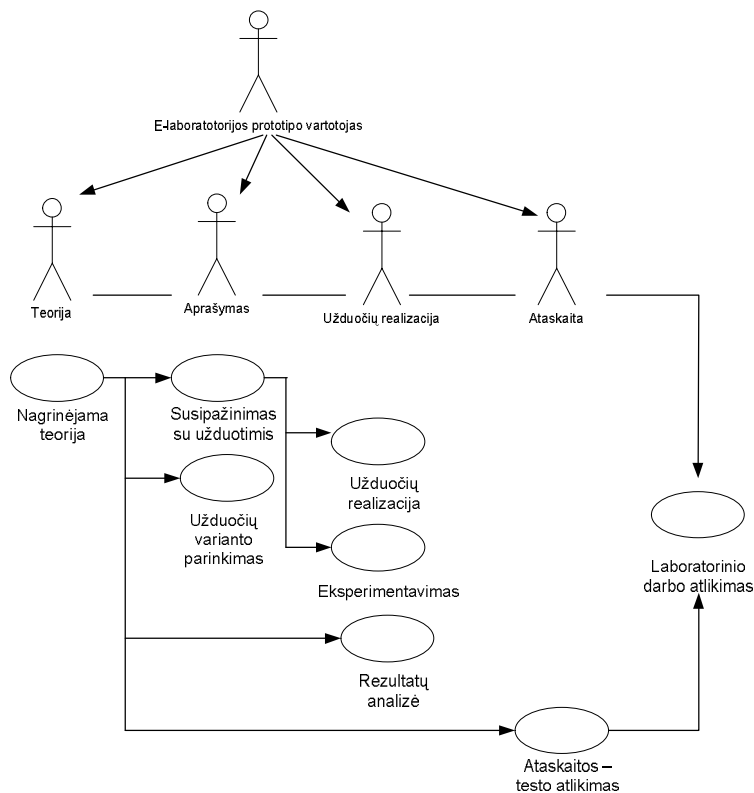 E-laboratotorijos prototipo vartotojas
Teorija
Aprašymas
Užduočių realizacija
Ataskaita
Nagrinėjama
teorija
Susipažinimas
su užduotimis
Užduočių
realizacija
Užduočių
varianto
parinkimas
Eksperimentavimas
Laboratorinio
darbo atlikimas
Rezultatų
analizė
Ataskaitos –
testo atlikimas